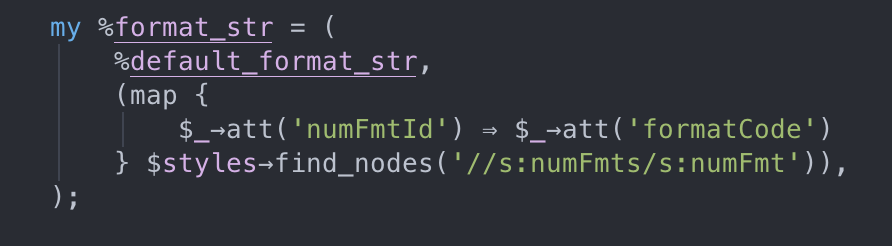 my %format_str = (
    %default_format_str,
    (map {
        $_→att('numFmtId') ⇒ $_→att('formatCode')
    } $styles→find_nodes('//s:numFmts/s:numFmt')),
);